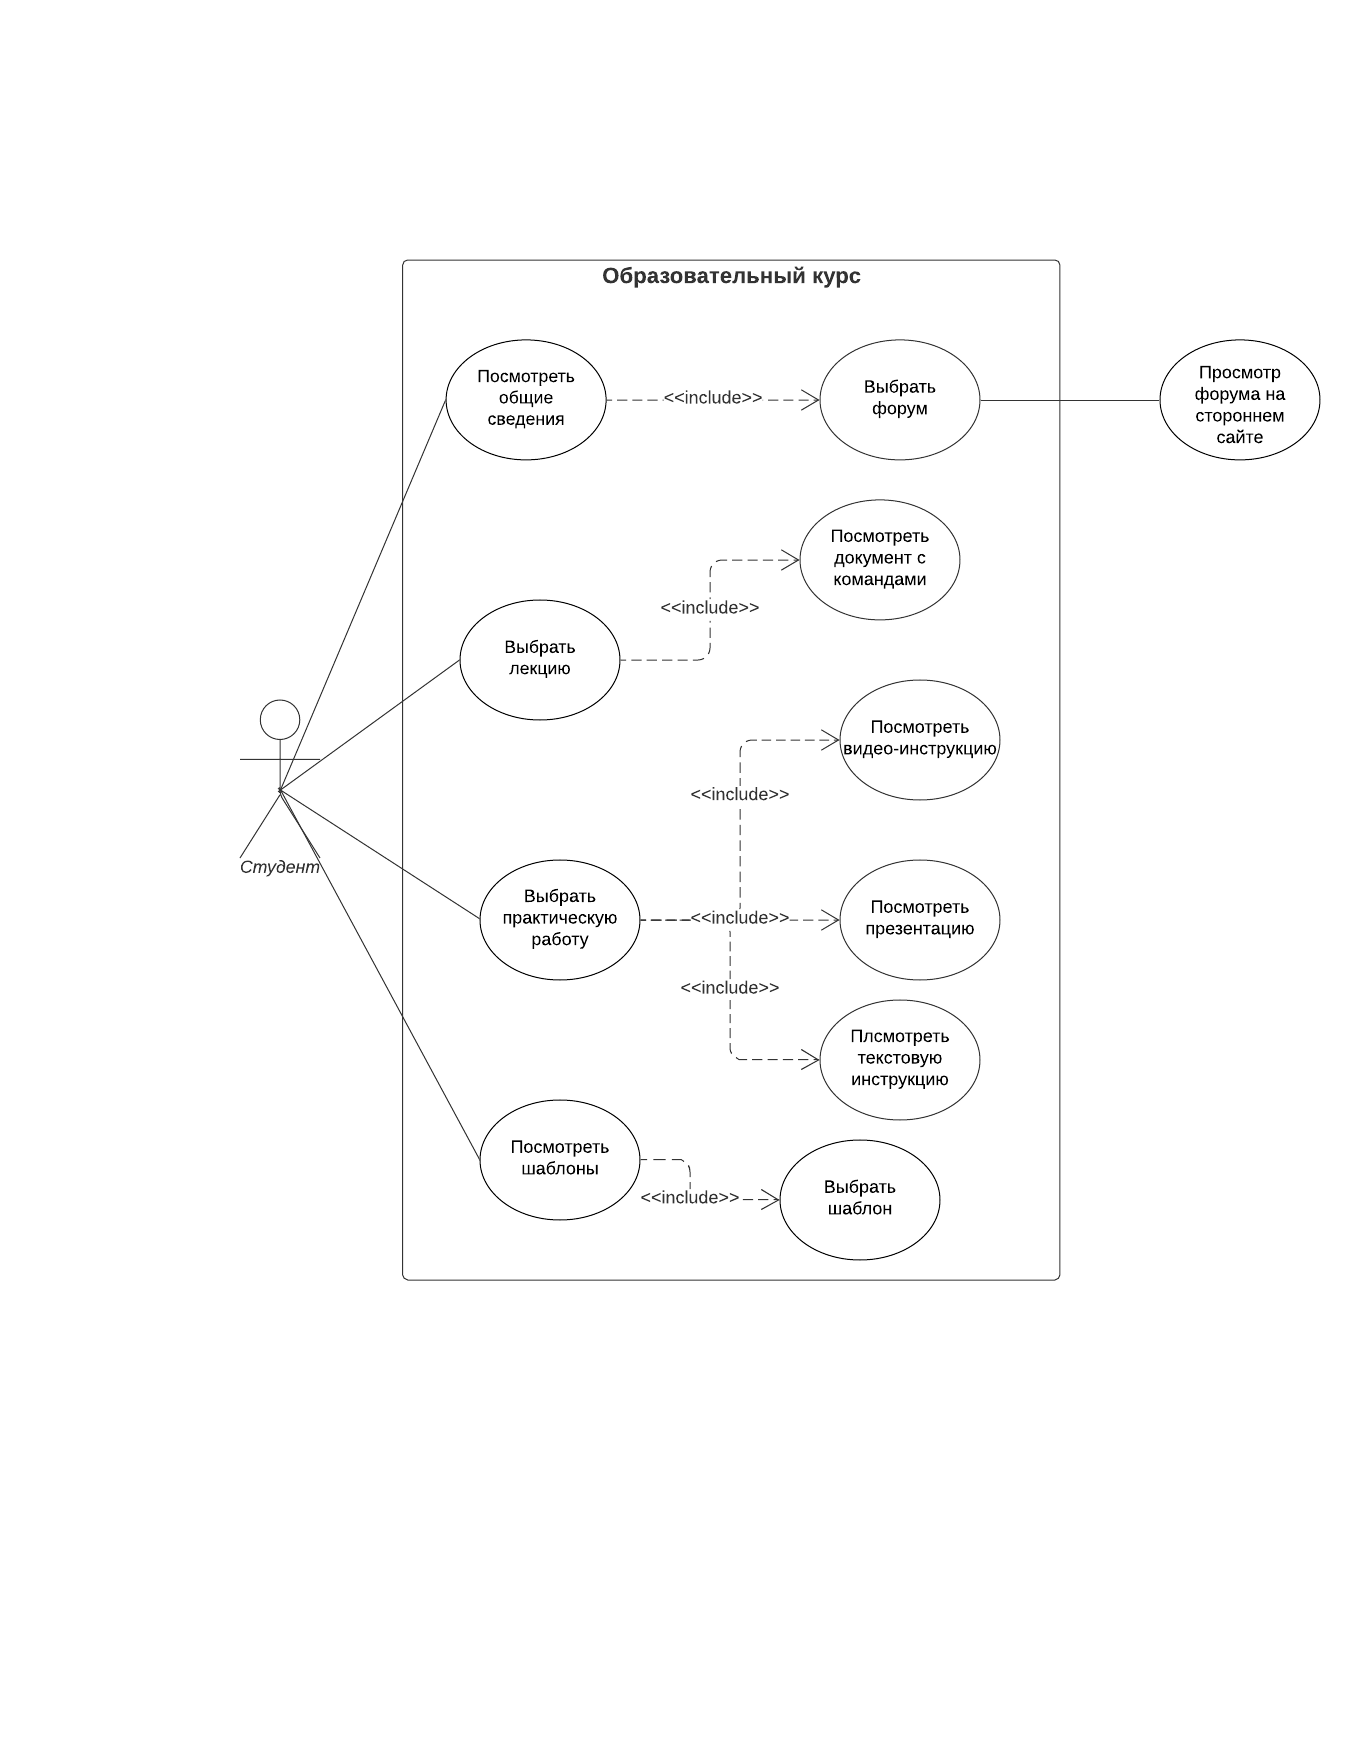 Образовательный курс
Посмотреть
общие
сведения
<<include>>
Выбрать
форум
Просмотр
форума на
стороннем
сайте
Посмотреть
документ с
командами
<<include>>
Выбрать
лекцию
Посмотреть
видео-инструкцию
<<include>>
Студент
Выбрать
практическую
работу
<<include>>
Посмотреть
презентацию
<<include>>
Плсмотреть
текстовую
инструкцию
Посмотреть
шаблоны
<<include>>
Выбрать
шаблон